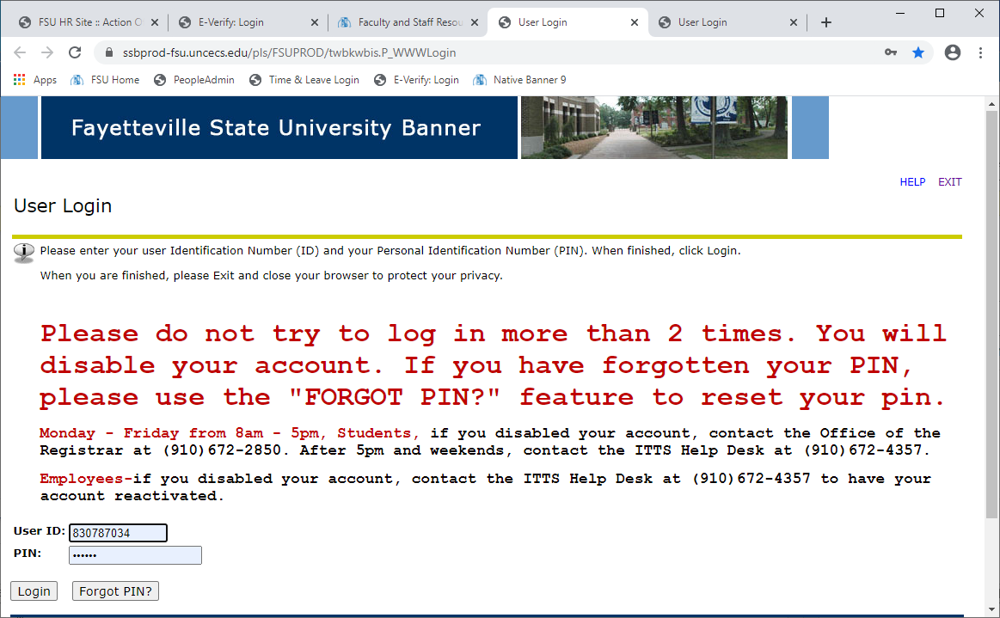 FSU HR Site :: Action O
E-Verify: Login
Faculty and Staff Resou
User Login
User Login
ssbprod-fsu.uncecs.edu/pls/FSUPROD/twbkwbis.P_WWWLogin
Apps FSU Home PeopleAdmin Time & Leave Login E-Verify: Login Native Banner 9
Fayetteville State University Banner
HELP EXIT
User Login
Please enter your user Identification Number (ID) and your Personal Identification Number (PIN). When finished, click Login.
When you are finished, please Exit and close your browser to protect your privacy.
Please do not try to log in more than 2 times. You will
disable your account. If you have forgotten your PIN,
please use the "FORGOT PIN?" feature to reset your pin.
Monday - Friday from 8am - 5pm, Students, if you disabled your account, contact the Office of the
Registrar at (910)672-2850. After 5pm and weekends, contact the ITTS Help Desk at (910)672-4357.
Employees-if you disabled your account, contact the ITTS Help Desk at (910)672-4357 to have your
account reactivated.
User ID: 830787034
PIN: ••••••
Login Forgot PIN?